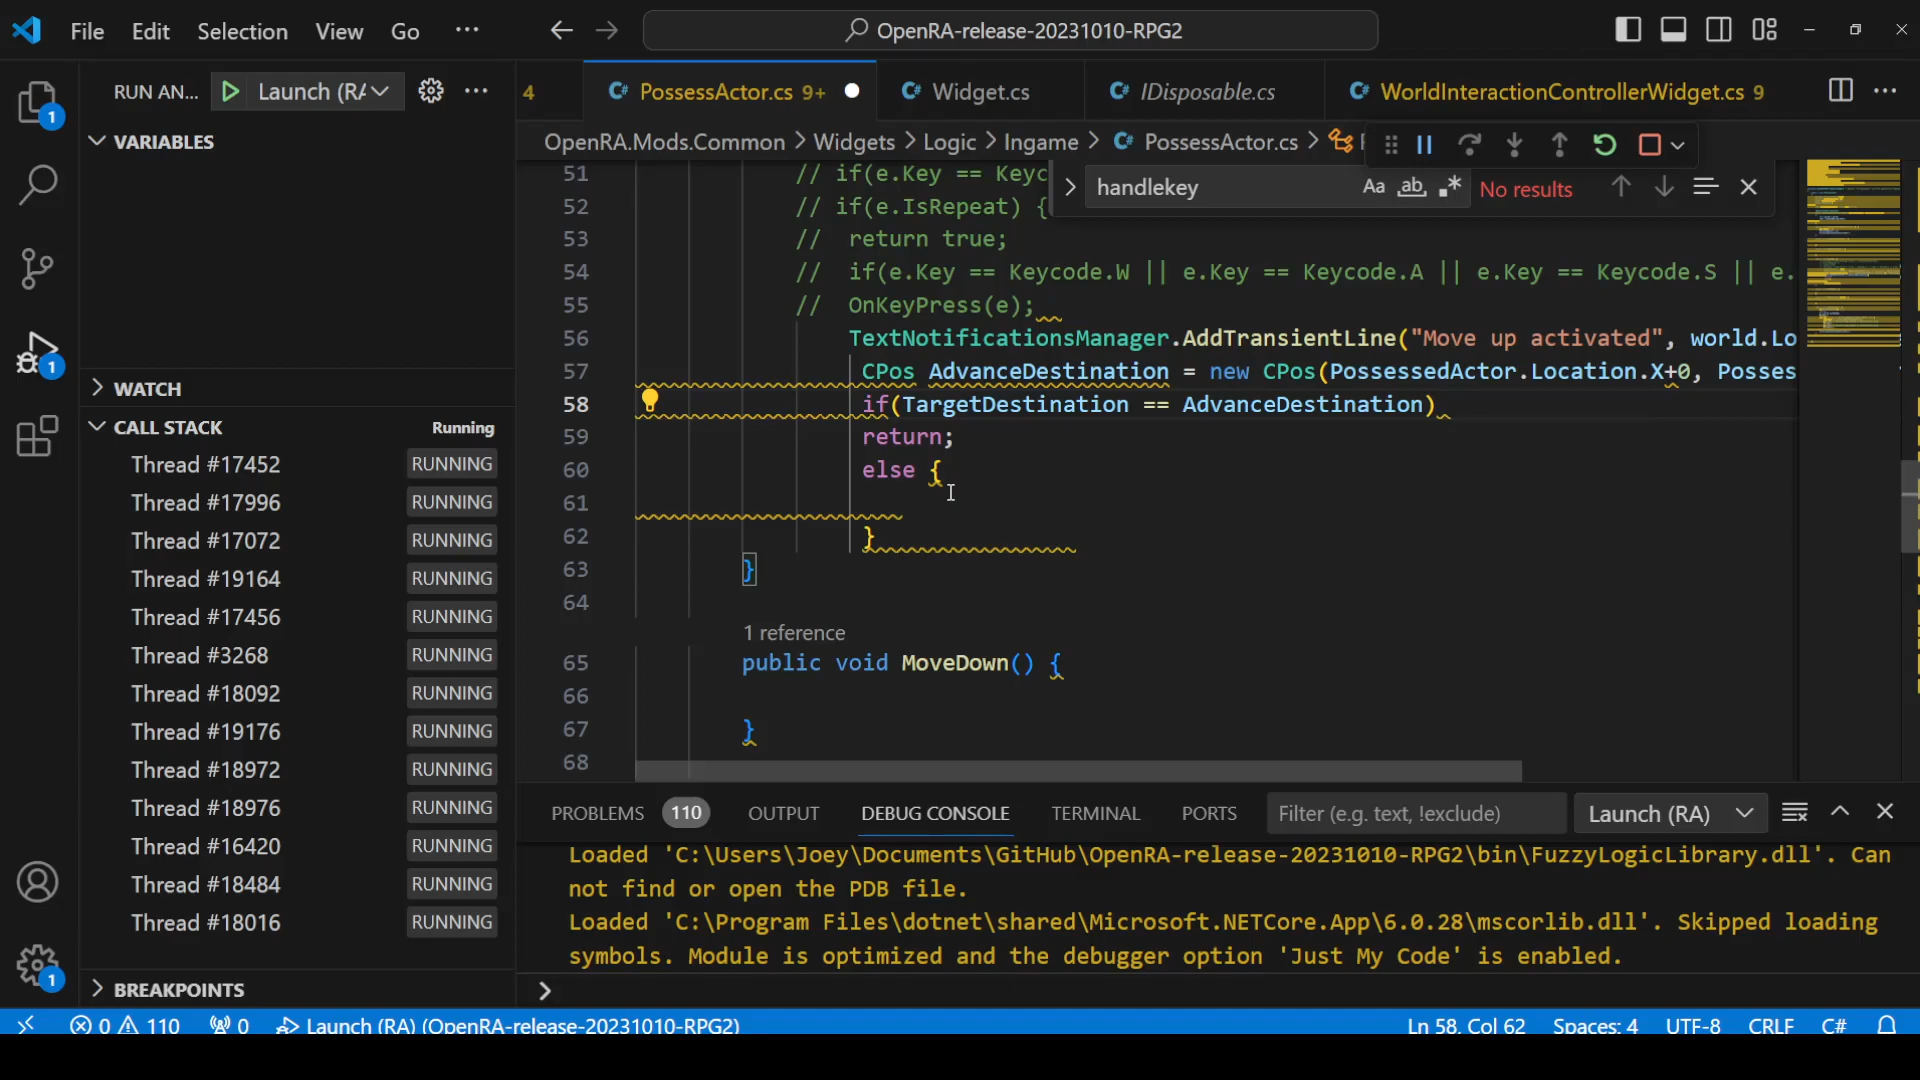 File Edit Selection View Go ··· OpenRA-release-20231010-RPG2
RUN AN... Launch (RA ···
4 PossessActor.cs 9+ Widget.cs IDisposable.cs WorldInteractionControllerWidget.cs 9 ···
VARIABLES
OpenRA.Mods.Common > Widgets > Logic > Ingame > PossessActor.cs >
handlekey Aa ab No results
51 // if(e.Key == Keyc
52 // if(e.IsRepeat) {
53 // return true;
54 // if(e.Key == Keycode.W || e.Key == Keycode.A || e.Key == Keycode.S || e.
55 // OnKeyPress(e);
56 TextNotificationsManager.AddTransientLine("Move up activated", world.Lo
57 CPos AdvanceDestination = new CPos(PossessedActor.Location.X+0, Posses
58 if(TargetDestination == AdvanceDestination)
59 return;
60 else {
61
62 }
63 }
64
1 reference
65 public void MoveDown() {
66
67 }
68
WATCH
CALL STACK Running
Thread #17452 RUNNING
Thread #17996 RUNNING
Thread #17072 RUNNING
Thread #19164 RUNNING
Thread #17456 RUNNING
Thread #3268 RUNNING
Thread #18092 RUNNING
Thread #19176 RUNNING
Thread #18972 RUNNING
Thread #18976 RUNNING
Thread #16420 RUNNING
Thread #18484 RUNNING
Thread #18016 RUNNING
BREAKPOINTS
1
1
1
PROBLEMS 110 OUTPUT DEBUG CONSOLE TERMINAL PORTS Filter (e.g. text, !exclude) Launch (RA)
Loaded 'C:\Users\Joey\Documents\GitHub\OpenRA-release-20231010-RPG2\bin\FuzzyLogicLibrary.dll'. Can
not find or open the PDB file.
Loaded 'C:\Program Files\dotnet\shared\Microsoft.NETCore.App\6.0.28\mscorlib.dll'. Skipped loading
symbols. Module is optimized and the debugger option 'Just My Code' is enabled.
0 110 0 Launch (RA) (OpenRA-release-20231010-RPG2) Ln 58, Col 62 Spaces: 4 UTF-8 CRLF C#